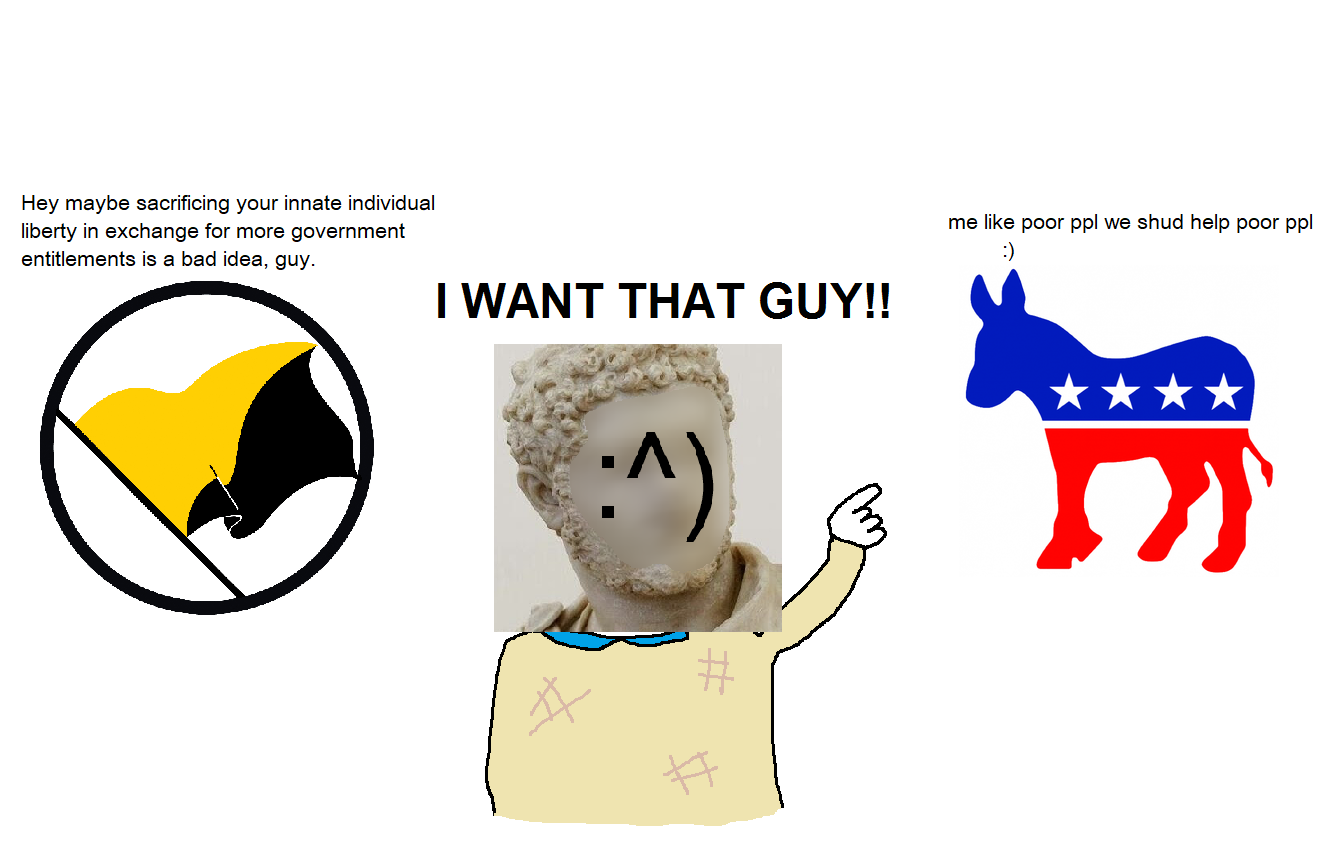 Hey maybe sacrificing your innate individual
liberty in exchange for more government
entitlements is a bad idea, guy.
me like poor ppl we shud help poor ppl
:)
I WANT THAT GUY!!
:^)